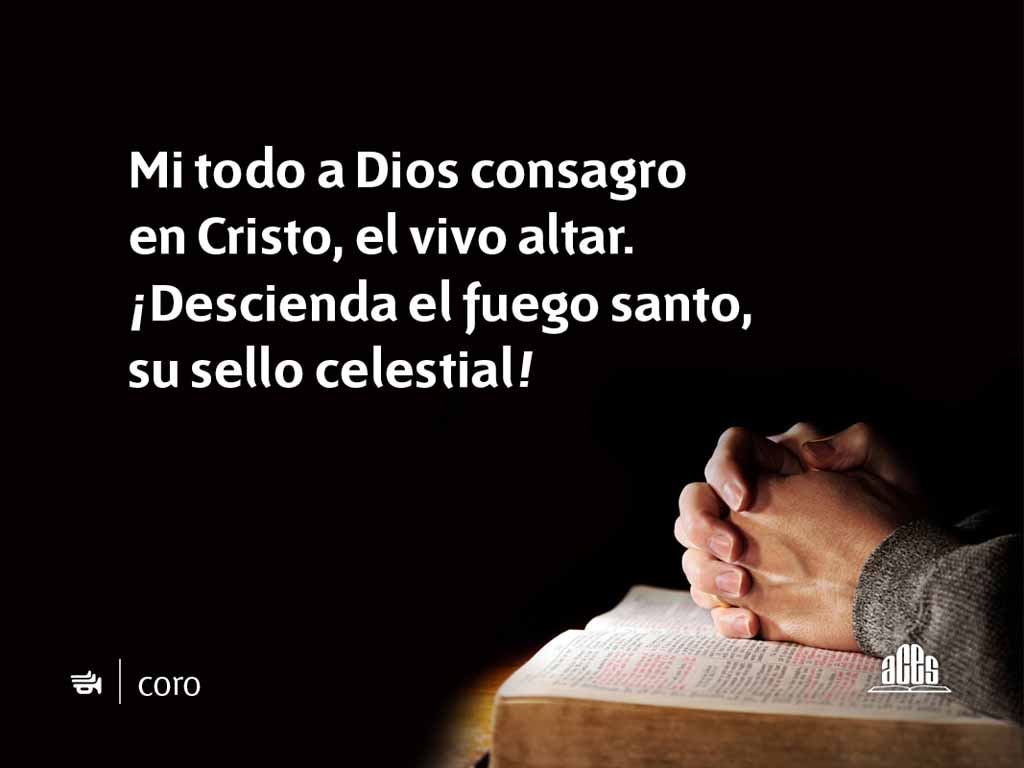 Mi todo a Dios consagro
en Cristo, el vivo altar.
¡Descienda el fuego santo,
su sello celestial!
coro
aces